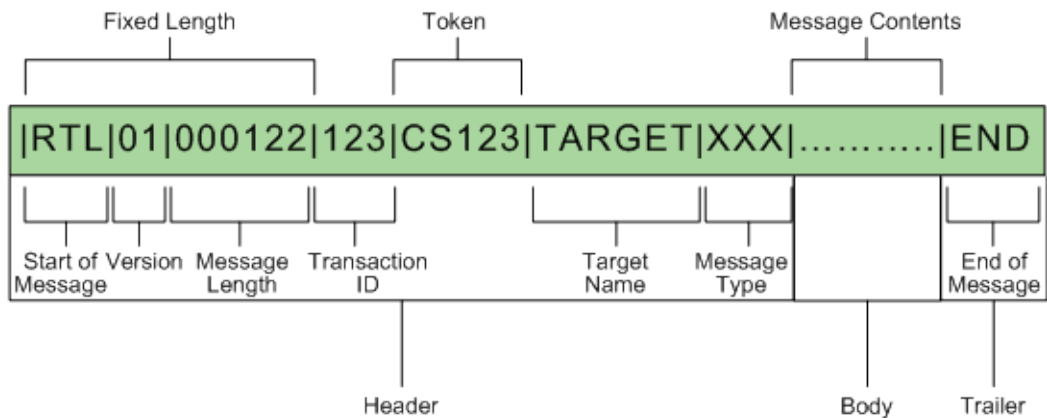 Fixed Length Token Message Contents
|RTL|01|000122|123|CS123|TARGET|XXX|...........|END
Start of Message Version Message Length Transaction ID Target Name Message Type End of Message
Header Body Trailer